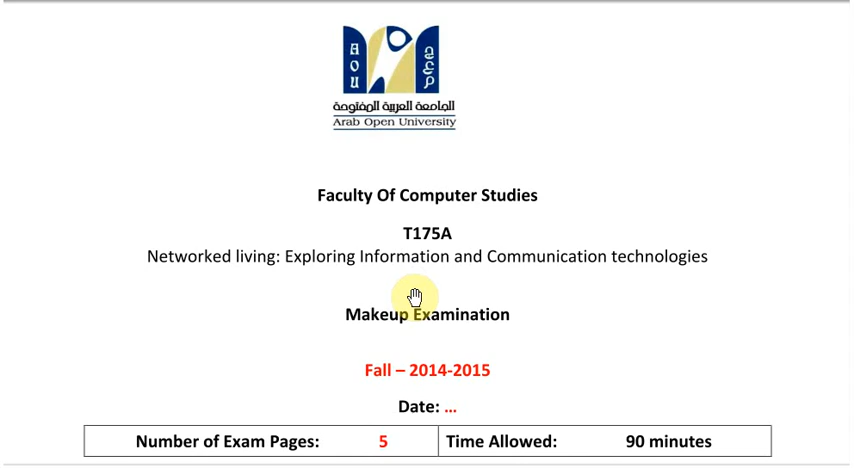 AOU
الجامعة العربية المفتوحة
Arab Open University
Faculty Of Computer Studies
T175A
Networked living: Exploring Information and Communication technologies
Makeup Examination
Fall – 2014-2015
Date: ...
Number of Exam Pages: 5 Time Allowed: 90 minutes